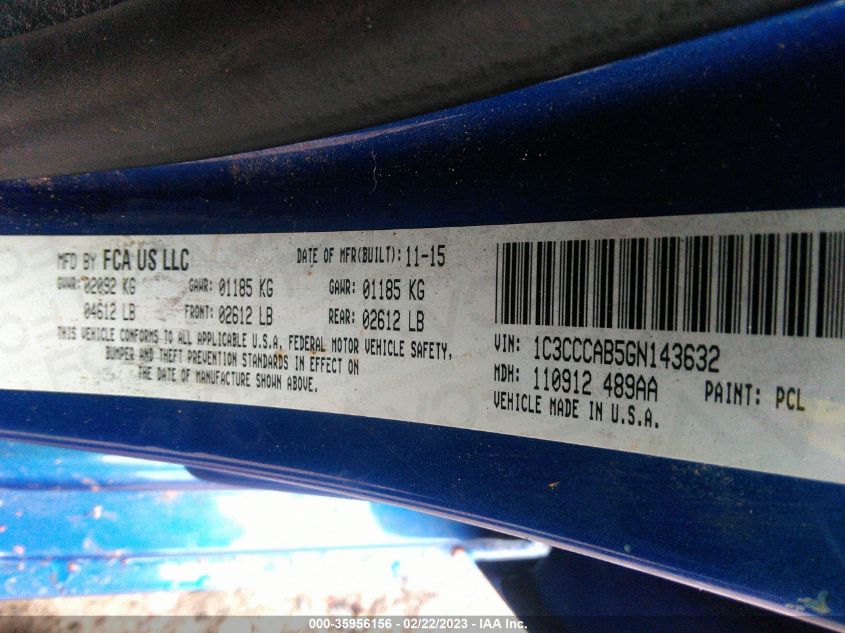 MFD BY FCA US LLC DATE OF MFR(BUILT): 11-15
GVWR: 02092 KG GAWR: 01185 KG GAWR: 01185 KG
04612 LB FRONT: 02612 LB REAR: 02612 LB
THIS VEHICLE CONFORMS TO ALL APPLICABLE U.S.A. FEDERAL MOTOR VEHICLE SAFETY,
BUMPER AND THEFT PREVENTION STANDARDS IN EFFECT ON
THE DATE OF MANUFACTURE SHOWN ABOVE.
VIN: 1C3CCCAB5GN143632
MDH: 110912 489AA PAINT: PCL
VEHICLE MADE IN U.S.A.
000-35956156 - 02/22/2023 - IAA Inc.